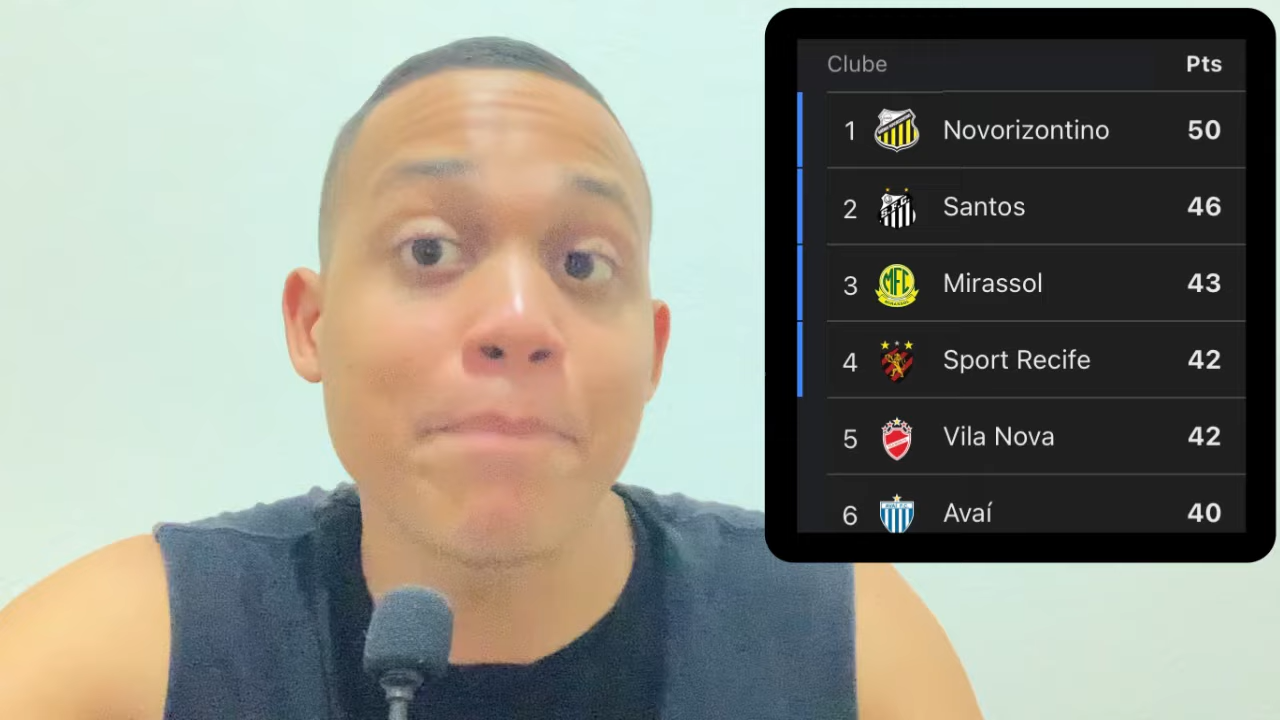 Clube Pts
1 Novorizontino 50
2 Santos 46
3 Mirassol 43
4 Sport Recife 42
5 Vila Nova 42
6 Avaí 40